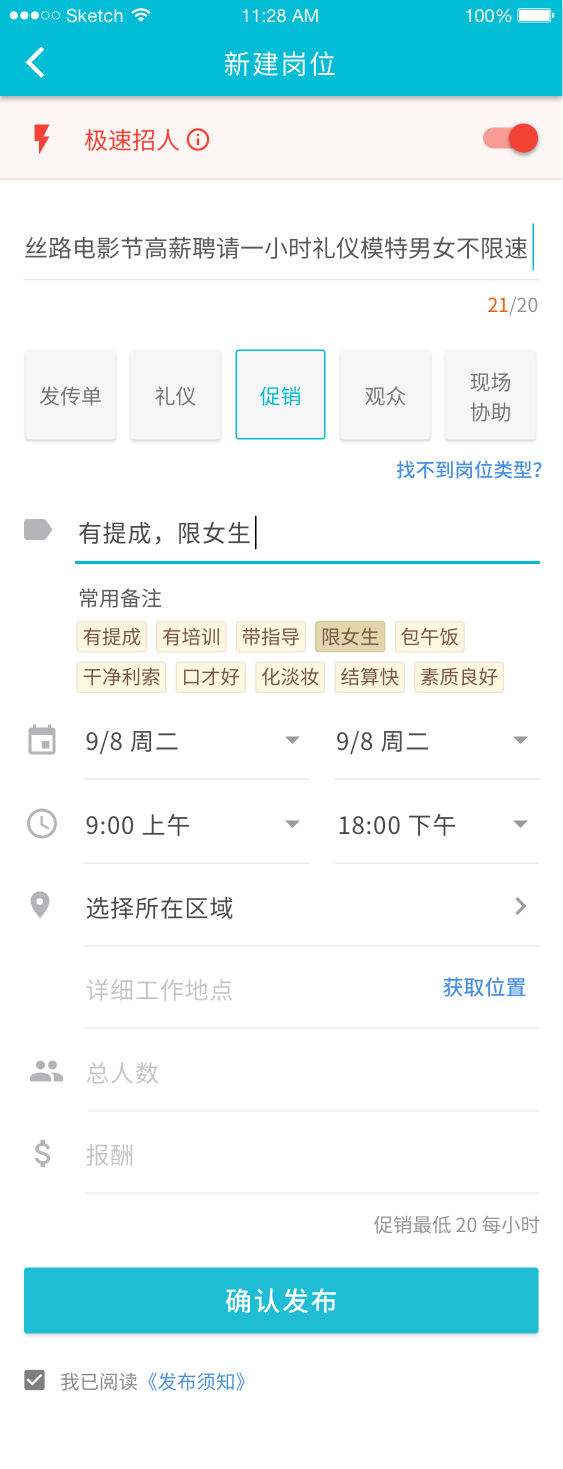 Sketch 11:28 AM 100%
新建岗位
极速招人
丝路电影节高薪聘请一小时礼仪模特男女不限速
21/20
发传单 礼仪 促销 观众 现场
协助
找不到岗位类型?
有提成，限女生
常用备注
有提成 有培训 带指导 限女生 包午饭
干净利索 口才好 化淡妆 结算快 素质良好
9/8 周二 9/8 周二
9:00 上午 18:00 下午
选择所在区域
详细工作地点 获取位置
总人数
$ 报酬
促销最低 20 每小时
确认发布
我已阅读《发布须知》